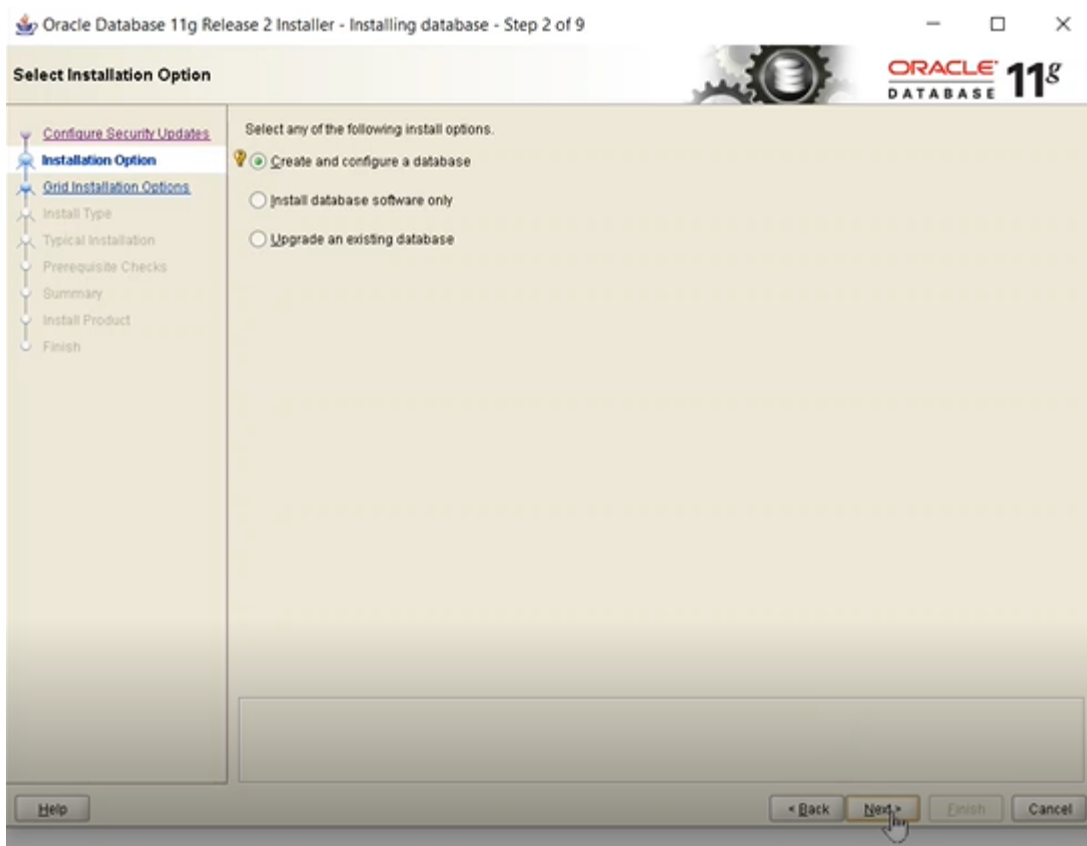 Oracle Database 11g Release 2 Installer - Installing database - Step 2 of 9
Select Installation Option
ORACLE 11g
DATABASE
Configure Security Updates
Installation Option
Grid Installation Options
Install Type
Typical Installation
Prerequisite Checks
Summary
Install Product
Finish
Select any of the following install options.
Create and configure a database
Install database software only
Upgrade an existing database
Help
< Back
Next >
Finish
Cancel